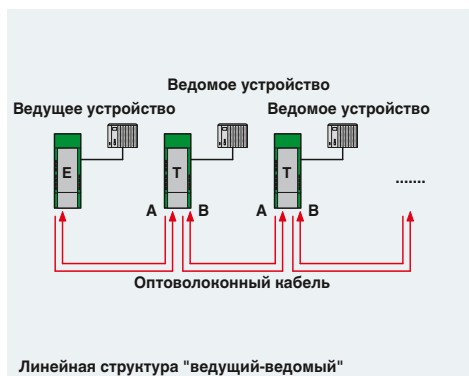 Ведомое устройство
Ведущее устройство
Ведомое устройство
E
T
T
.......
A
B
A
B
Оптоволоконный кабель
Линейная структура "ведущий-ведомый"